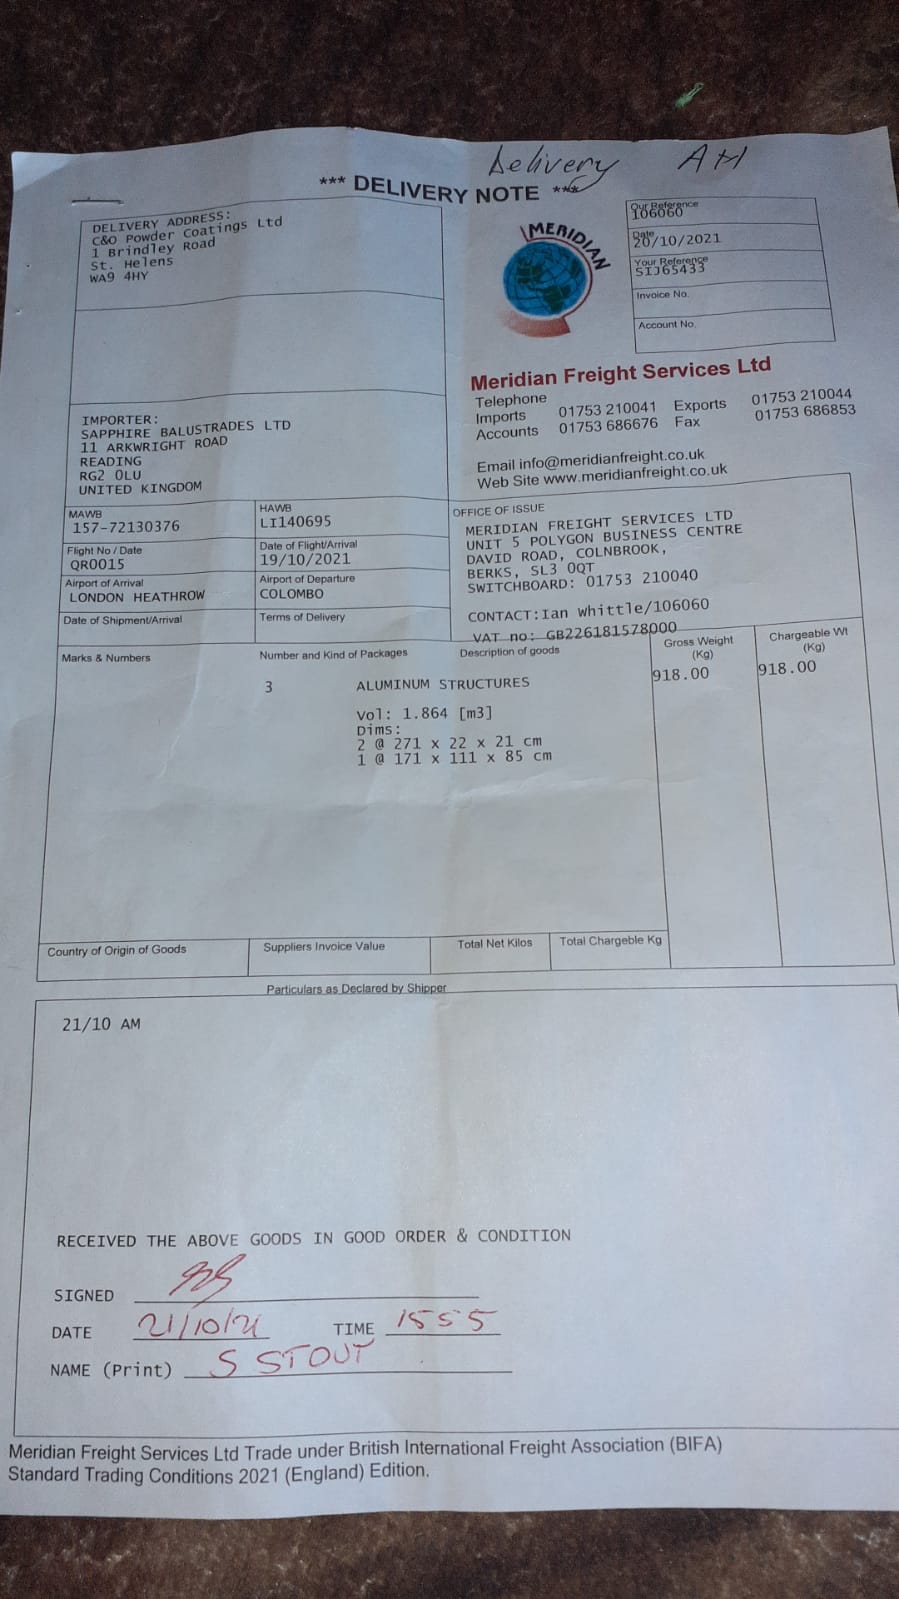 Delivery AM
*** DELIVERY NOTE ***
DELIVERY ADDRESS:
C&O Powder Coatings Ltd
1 Brindley Road
St. Helens
WA9 4HY
MERIDIAN
Our Reference
106060
Date
20/10/2021
Your Reference
SIJ65433
Invoice No.
Account No.
Meridian Freight Services Ltd
Telephone
Imports 01753 210041 Exports 01753 210044
Accounts 01753 686676 Fax 01753 686853
Email info@meridianfreight.co.uk
Web Site www.meridianfreight.co.uk
IMPORTER:
SAPPHIRE BALUSTRADES LTD
11 ARKWRIGHT ROAD
READING
RG2 0LU
UNITED KINGDOM
MAWB
157-72130376
HAWB
LI140695
Flight No / Date
QR0015
Date of Flight/Arrival
19/10/2021
Airport of Arrival
LONDON HEATHROW
Airport of Departure
COLOMBO
Date of Shipment/Arrival
Terms of Delivery
OFFICE OF ISSUE
MERIDIAN FREIGHT SERVICES LTD
UNIT 5 POLYGON BUSINESS CENTRE
DAVID ROAD, COLNBROOK,
BERKS, SL3 0QT
SWITCHBOARD: 01753 210040
CONTACT:Ian Whittle/106060
VAT no: GB226181578000
Marks & Numbers
Number and Kind of Packages
Description of goods
Gross Weight
(Kg)
Chargeable Wt
(Kg)
3 ALUMINUM STRUCTURES 918.00 918.00
Vol: 1.864 [m3]
Dims:
2 @ 271 x 22 x 21 cm
1 @ 171 x 111 x 85 cm
Country of Origin of Goods
Suppliers Invoice Value
Total Net Kilos
Total Chargeble Kg
Particulars as Declared by Shipper
21/10 AM
RECEIVED THE ABOVE GOODS IN GOOD ORDER & CONDITION
SIGNED
DATE 21/10/21 TIME 1555
NAME (Print) S STOUT
Meridian Freight Services Ltd Trade under British International Freight Association (BIFA)
Standard Trading Conditions 2021 (England) Edition.